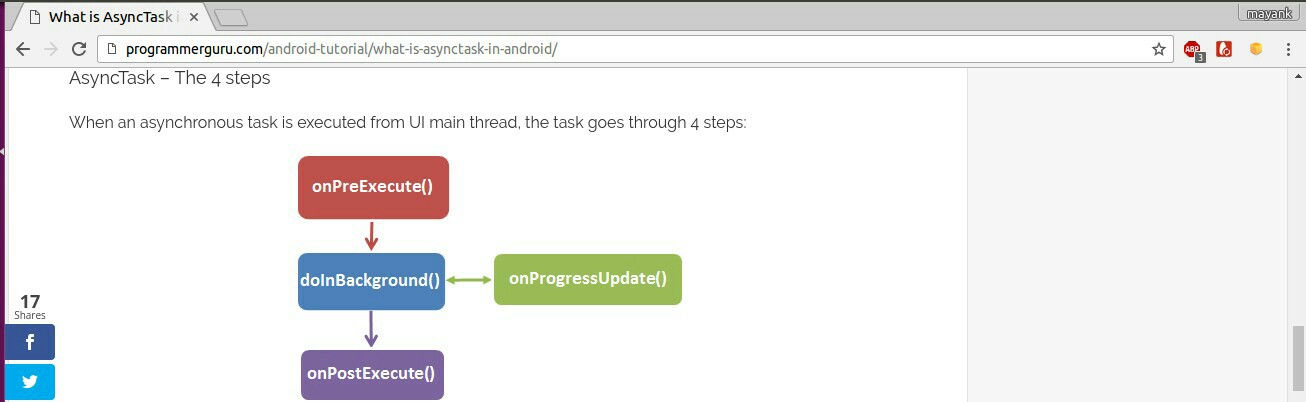 What is AsyncTask i
mayank
programmerguru.com/android-tutorial/what-is-asynctask-in-android/
ABP
3
AsyncTask – The 4 steps
When an asynchronous task is executed from UI main thread, the task goes through 4 steps:
onPreExecute()
doInBackground()
onProgressUpdate()
onPostExecute()
17
Shares